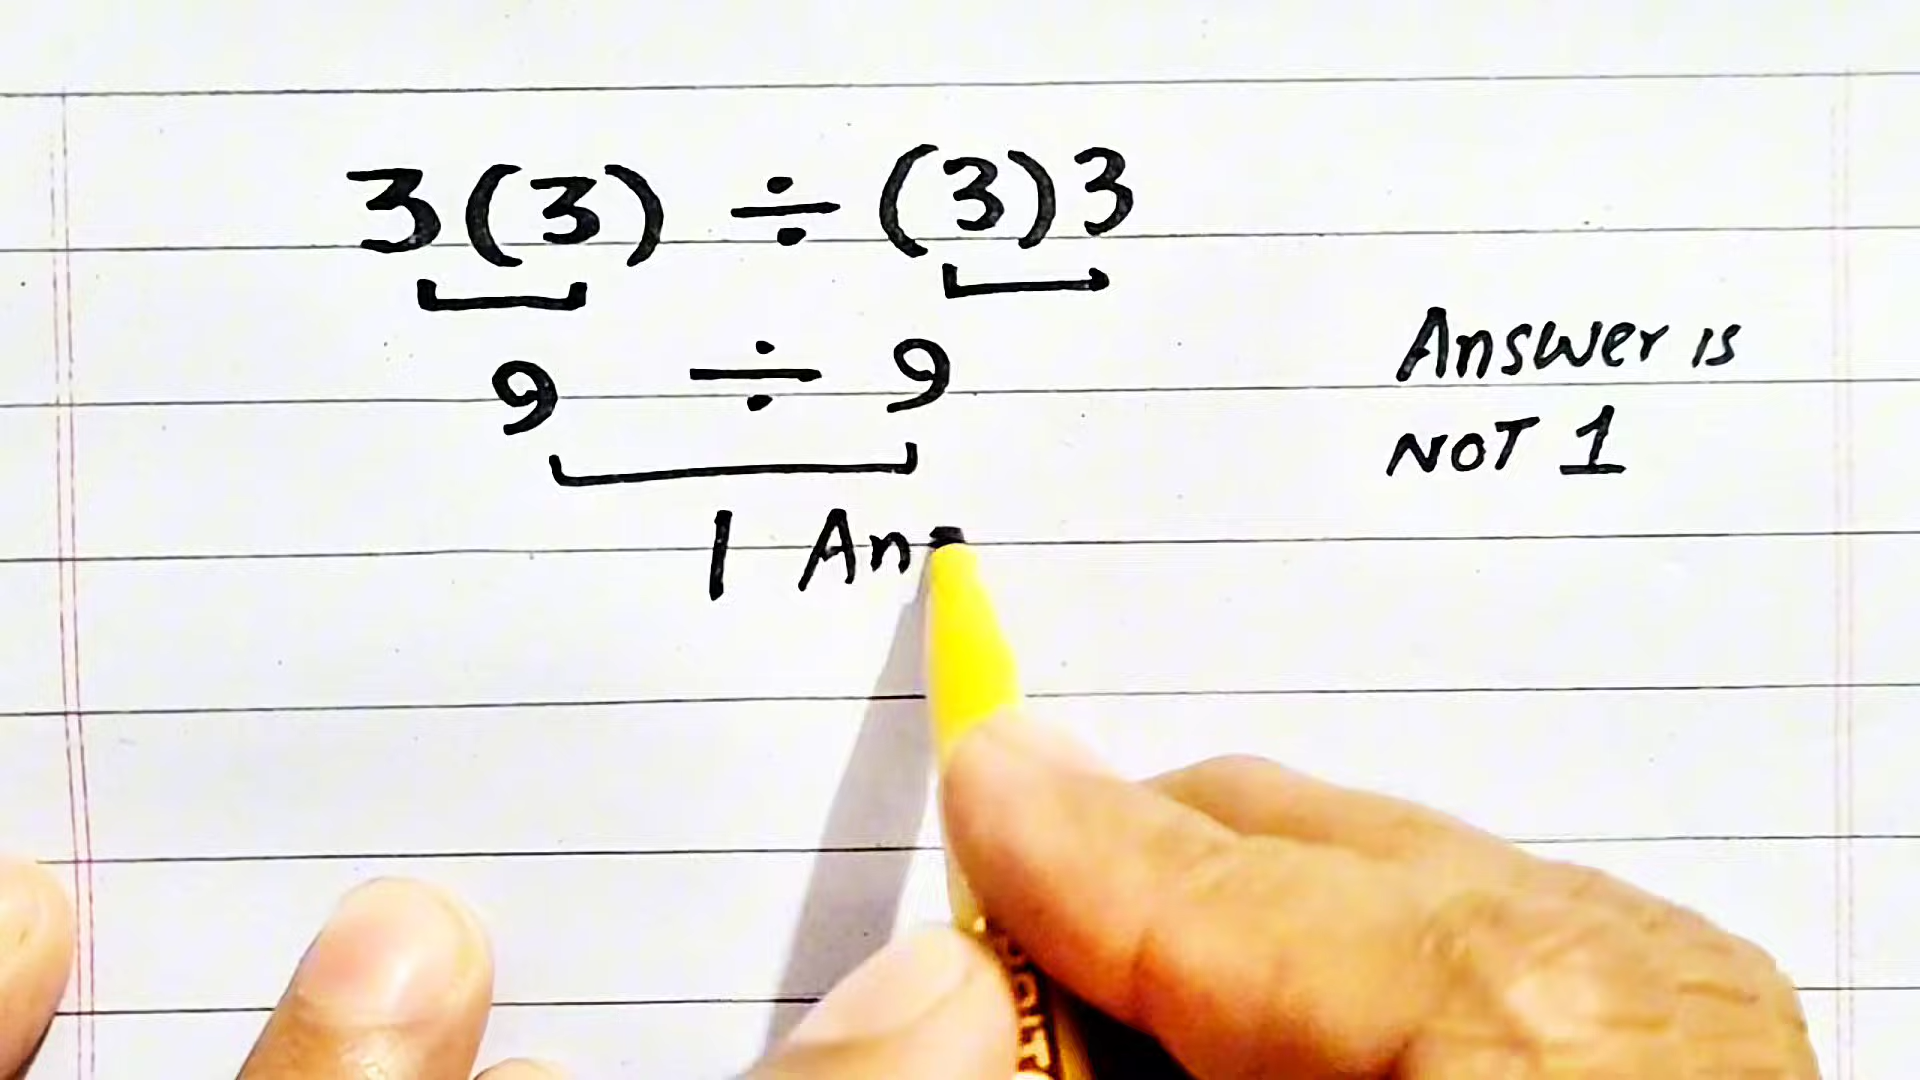 3(3) ÷ (3)3
9 ÷ 9
1 An
Answer is
NOT 1